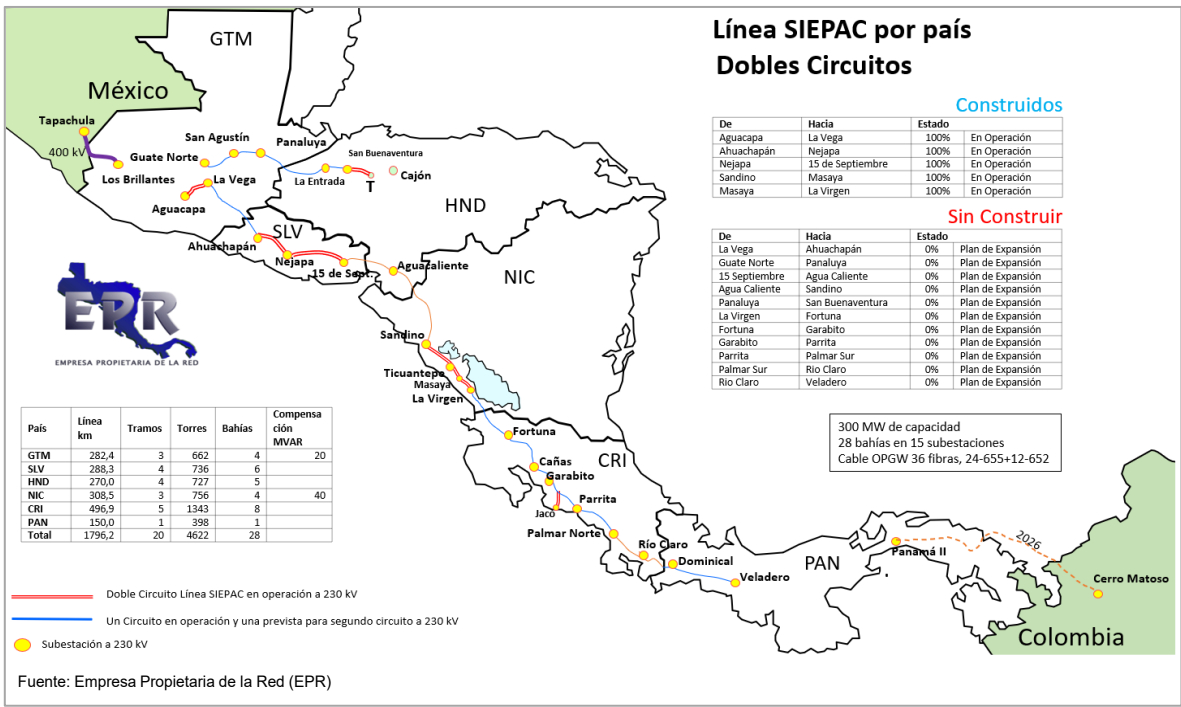 Línea SIEPAC por país
Dobles Circuitos
GTM
México
Tapachula
400 kV
Los Brillantes
Guate Norte
San Agustín
Panaluya
San Buenaventura
La Entrada
T
Cajón
La Vega
Aguacapa
HND
SLV
Ahuachapán
Nejapa
15 de Sept.
Aguacaliente
NIC
Sandino
Ticuantepe
Masaya
La Virgen
Fortuna
CRI
Cañas
Garabito
Jacó
Parrita
Palmar Norte
Río Claro
Dominical
Veladero
PAN
Panamá II
2026
Cerro Matoso
Colombia
Construidos
De Hacia Estado
Aguacapa La Vega 100% En Operación
Ahuachapán Nejapa 100% En Operación
Nejapa 15 de Septiembre 100% En Operación
Sandino Masaya 100% En Operación
Masaya La Virgen 100% En Operación
Sin Construir
De Hacia Estado
La Vega Ahuachapán 0% Plan de Expansión
Guate Norte Panaluya 0% Plan de Expansión
15 Septiembre Agua Caliente 0% Plan de Expansión
Agua Caliente Sandino 0% Plan de Expansión
Panaluya San Buenaventura 0% Plan de Expansión
La Virgen Fortuna 0% Plan de Expansión
Fortuna Garabito 0% Plan de Expansión
Garabito Parrita 0% Plan de Expansión
Parrita Palmar Sur 0% Plan de Expansión
Palmar Sur Rio Claro 0% Plan de Expansión
Rio Claro Veladero 0% Plan de Expansión
300 MW de capacidad
28 bahías en 15 subestaciones
Cable OPGW 36 fibras, 24-655+12-652
EPR
EMPRESA PROPIETARIA DE LA RED
País Línea km Tramos Torres Bahías Compensa ción MVAR
GTM 282,4 3 662 4 20
SLV 288,3 4 736 6
HND 270,0 4 727 5
NIC 308,5 3 756 4 40
CRI 496,9 5 1343 8
PAN 150,0 1 398 1
Total 1796,2 20 4622 28
Doble Circuito Línea SIEPAC en operación a 230 kV
Un Circuito en operación y una prevista para segundo circuito a 230 kV
Subestación a 230 kV
Fuente: Empresa Propietaria de la Red (EPR)